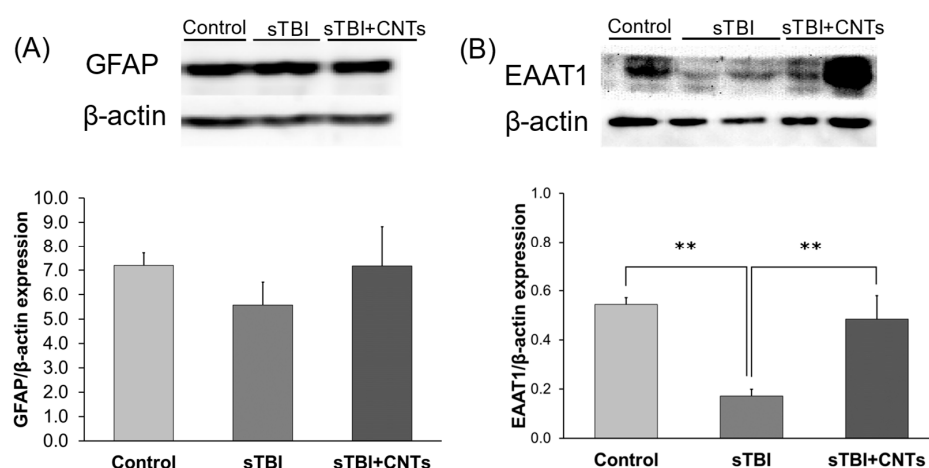 (A)
Control sTBI sTBI+CNTs
GFAP
β-actin
GFAP/β-actin expression
10.0
9.0
8.0
7.0
6.0
5.0
4.0
3.0
2.0
1.0
0.0
Control sTBI sTBI+CNTs
(B)
Control sTBI sTBI+CNTs
EAAT1
β-actin
EAAT1/β-actin expression
1.0
0.8
0.6
0.4
0.2
0.0
** **
Control sTBI sTBI+CNTs